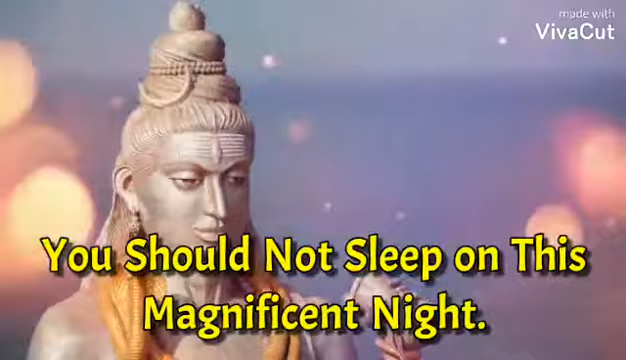 made with
VivaCut
You Should Not Sleep on This
Magnificent Night.